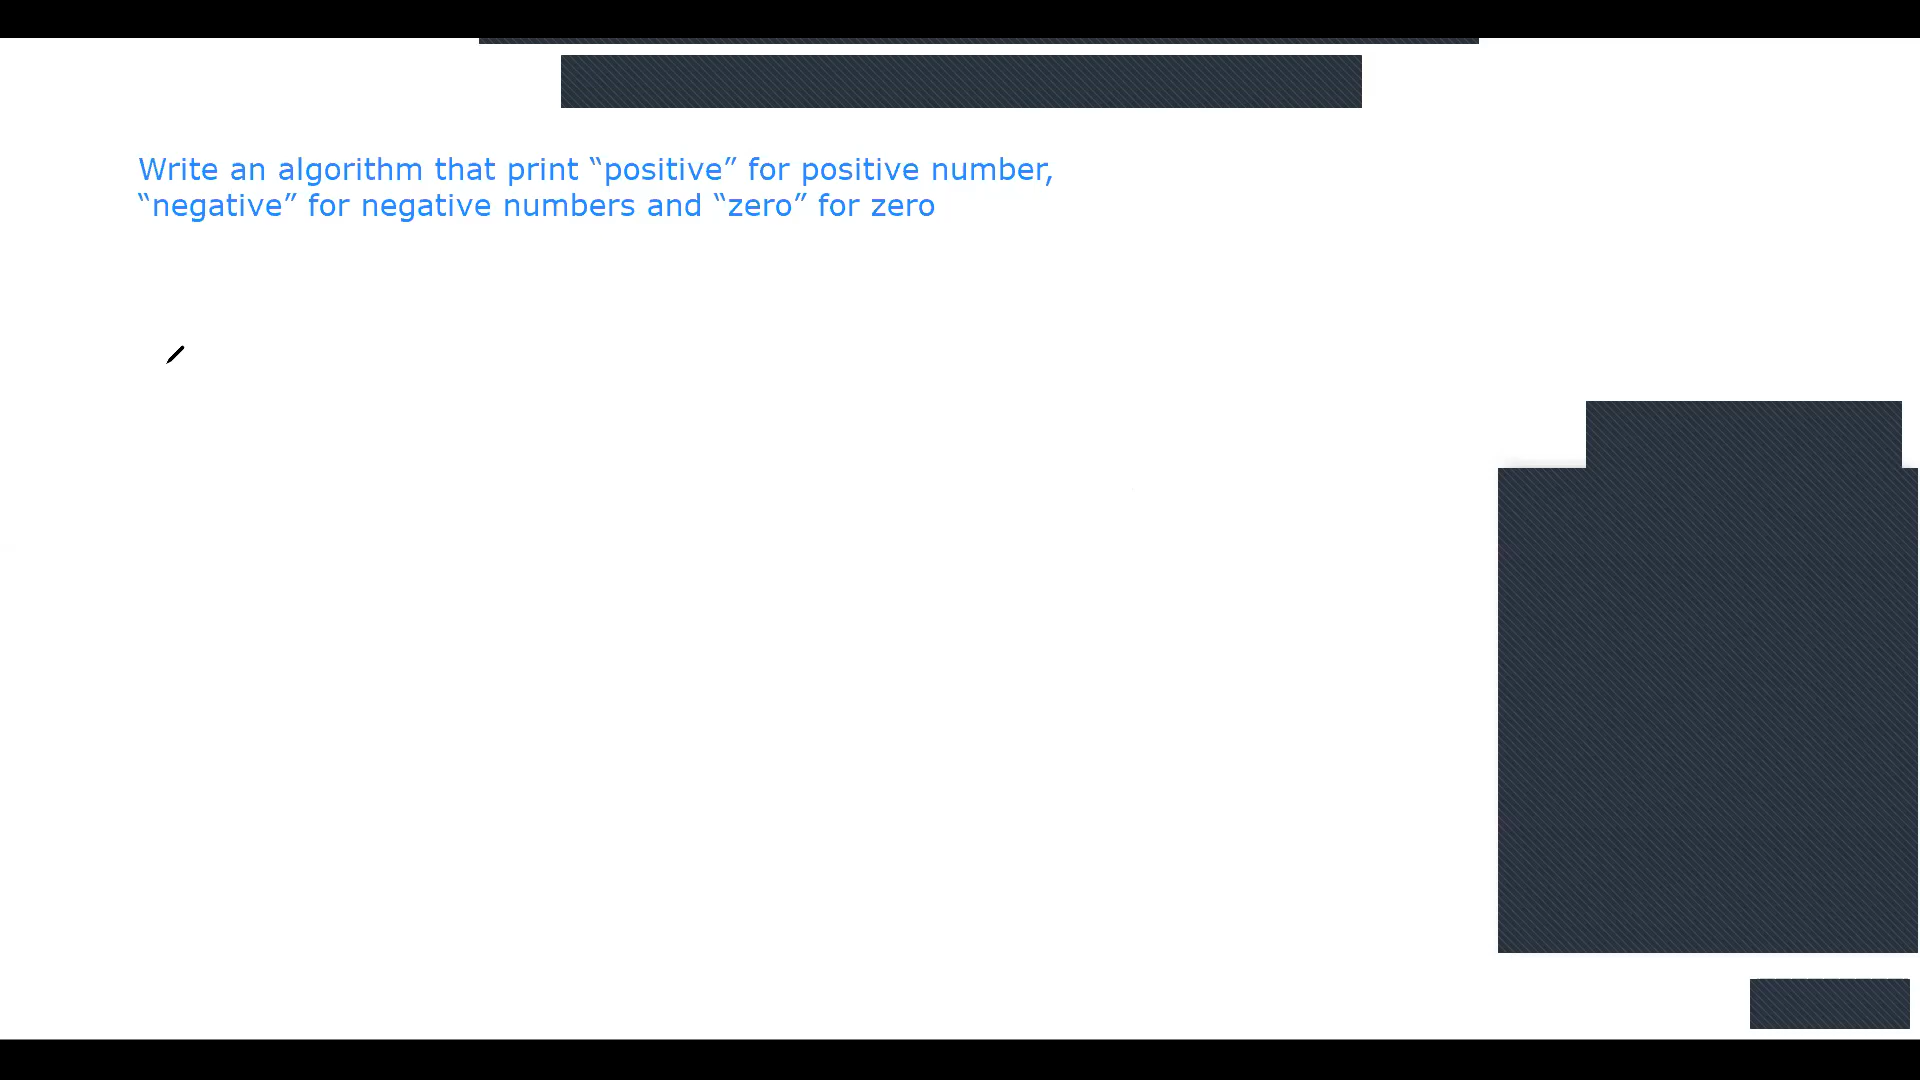 Write an algorithm that print “positive” for positive number,
“negative” for negative numbers and “zero” for zero